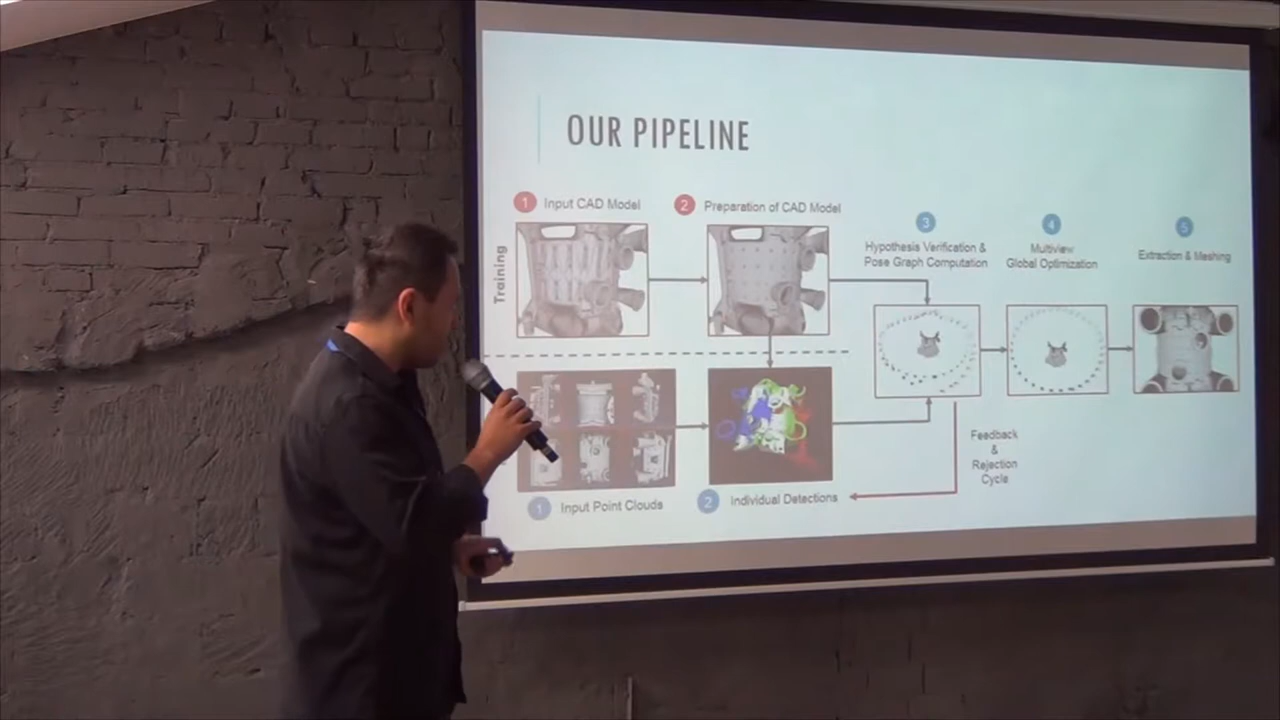 OUR PIPELINE
1 Input CAD Model
2 Preparation of CAD Model
3
Hypothesis Verification &
Pose Graph Computation
4
Multiview
Global Optimization
5
Extraction & Meshing
Training
Feedback
&
Rejection
Cycle
1 Input Point Clouds
2 Individual Detections